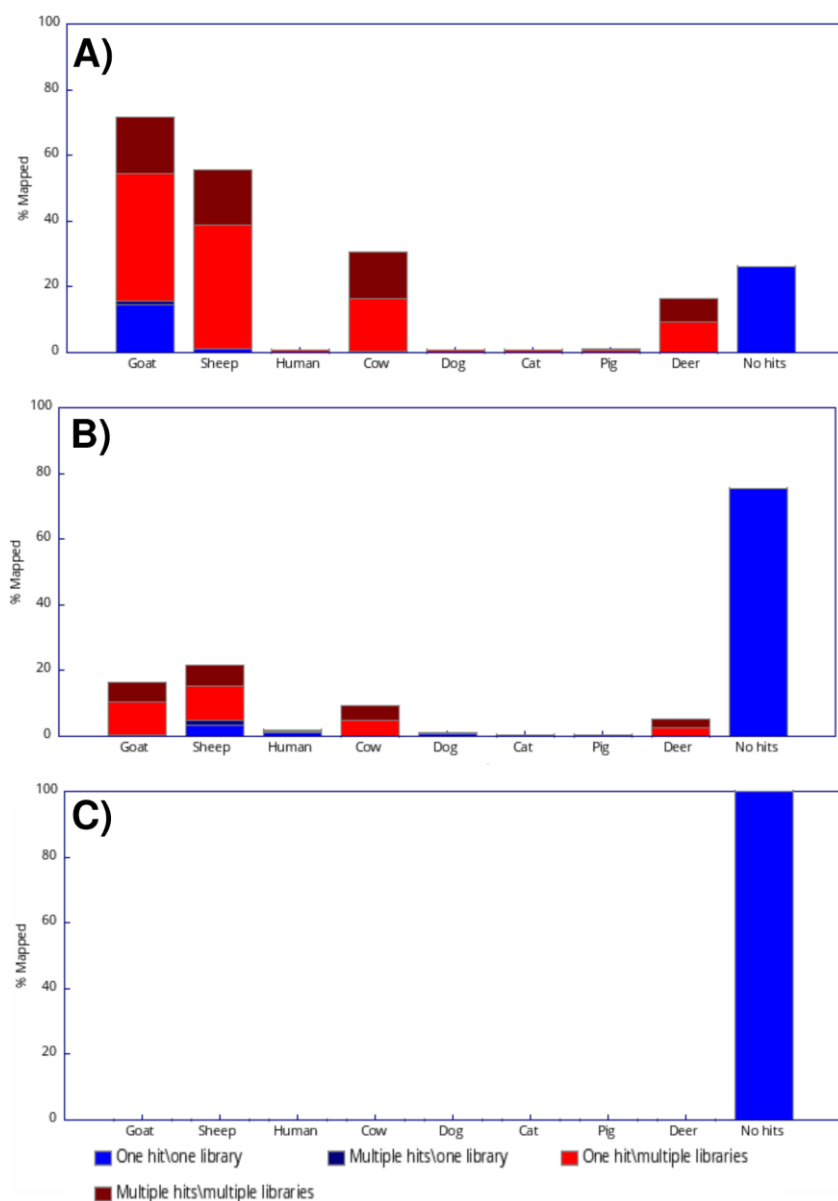 100
A)
80
60
% Mapped
40
20
0
Goat Sheep Human Cow Dog Cat Pig Deer No hits
100
B)
80
60
% Mapped
40
20
0
Goat Sheep Human Cow Dog Cat Pig Deer No hits
100
C)
80
60
% Mapped
40
20
0
Goat Sheep Human Cow Dog Cat Pig Deer No hits
One hit\one library Multiple hits\one library One hit\multiple libraries
Multiple hits\multiple libraries